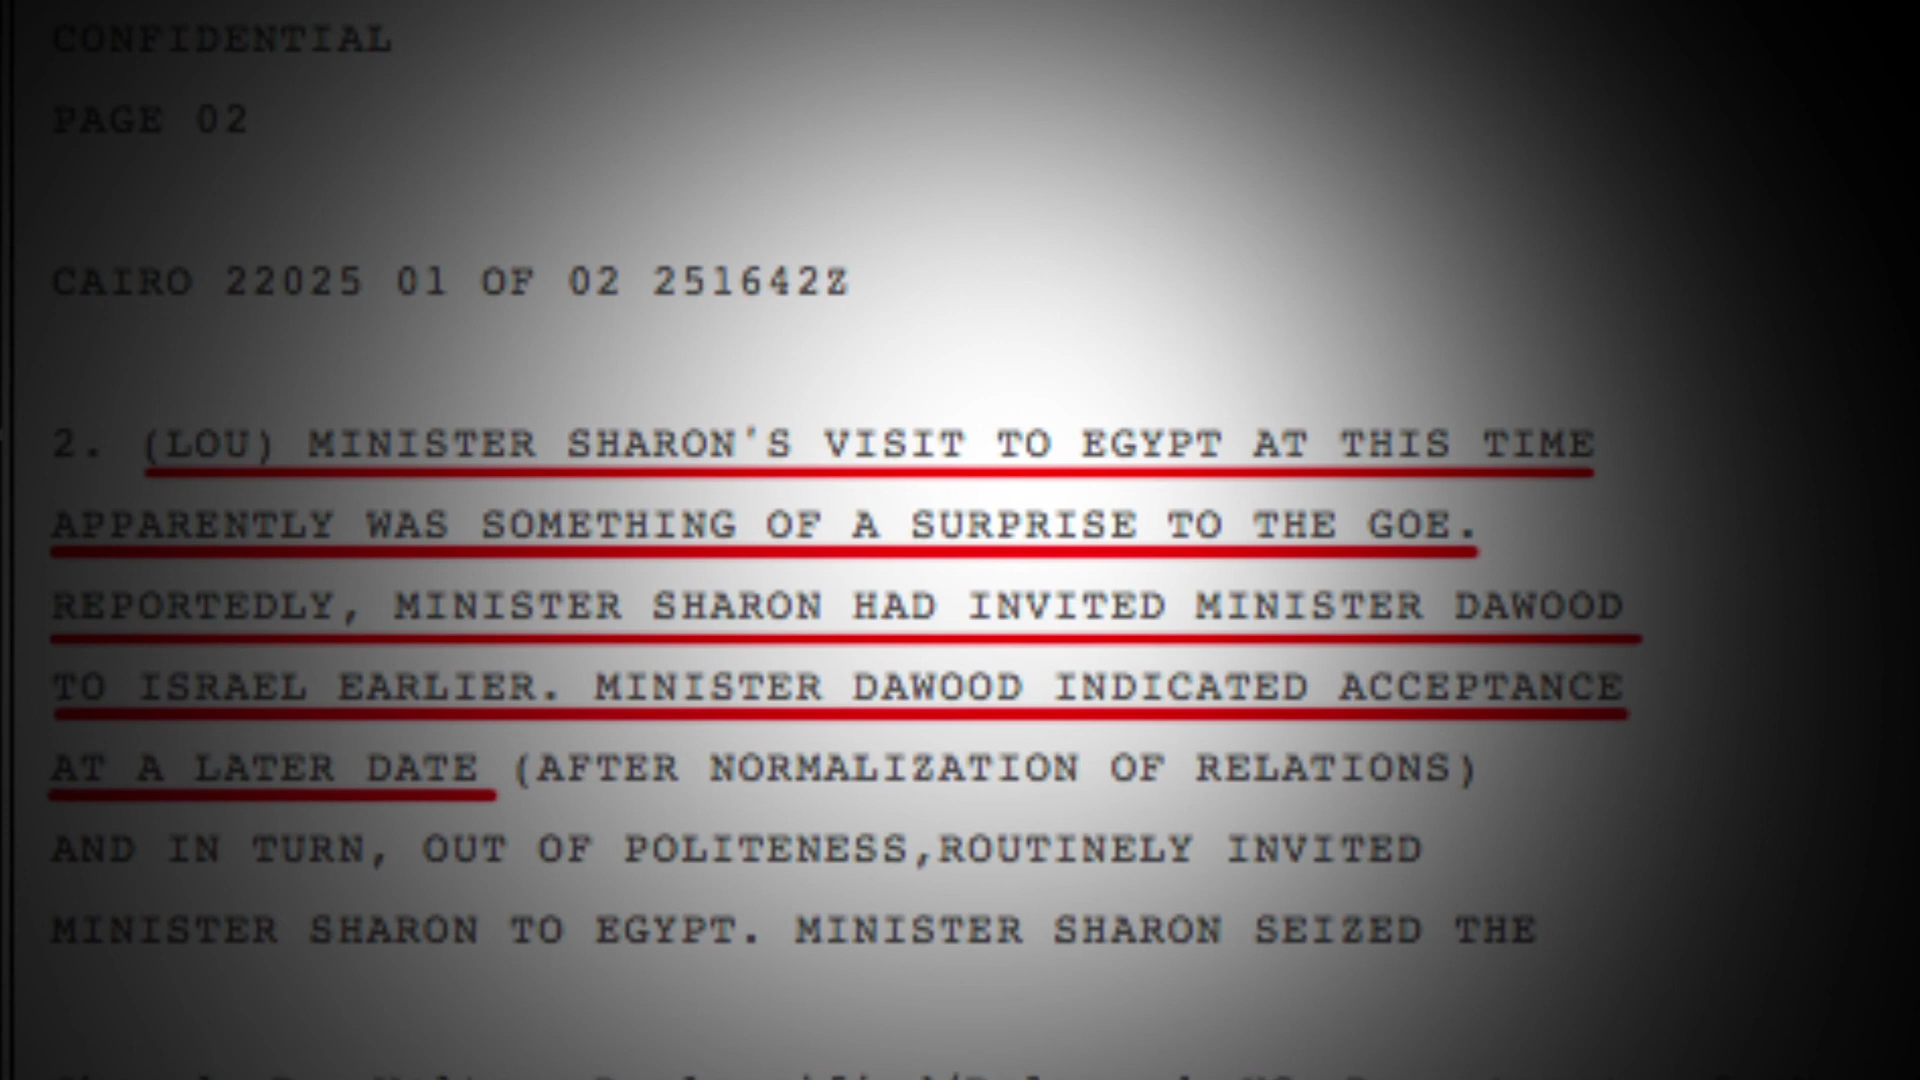 CONFIDENTIAL
PAGE 02
CAIRO 22025 01 OF 02 251642Z
2. (LOU) MINISTER SHARON'S VISIT TO EGYPT AT THIS TIME
APPARENTLY WAS SOMETHING OF A SURPRISE TO THE GOE.
REPORTEDLY, MINISTER SHARON HAD INVITED MINISTER DAWOOD
TO ISRAEL EARLIER. MINISTER DAWOOD INDICATED ACCEPTANCE
AT A LATER DATE (AFTER NORMALIZATION OF RELATIONS)
AND IN TURN, OUT OF POLITENESS,ROUTINELY INVITED
MINISTER SHARON TO EGYPT. MINISTER SHARON SEIZED THE